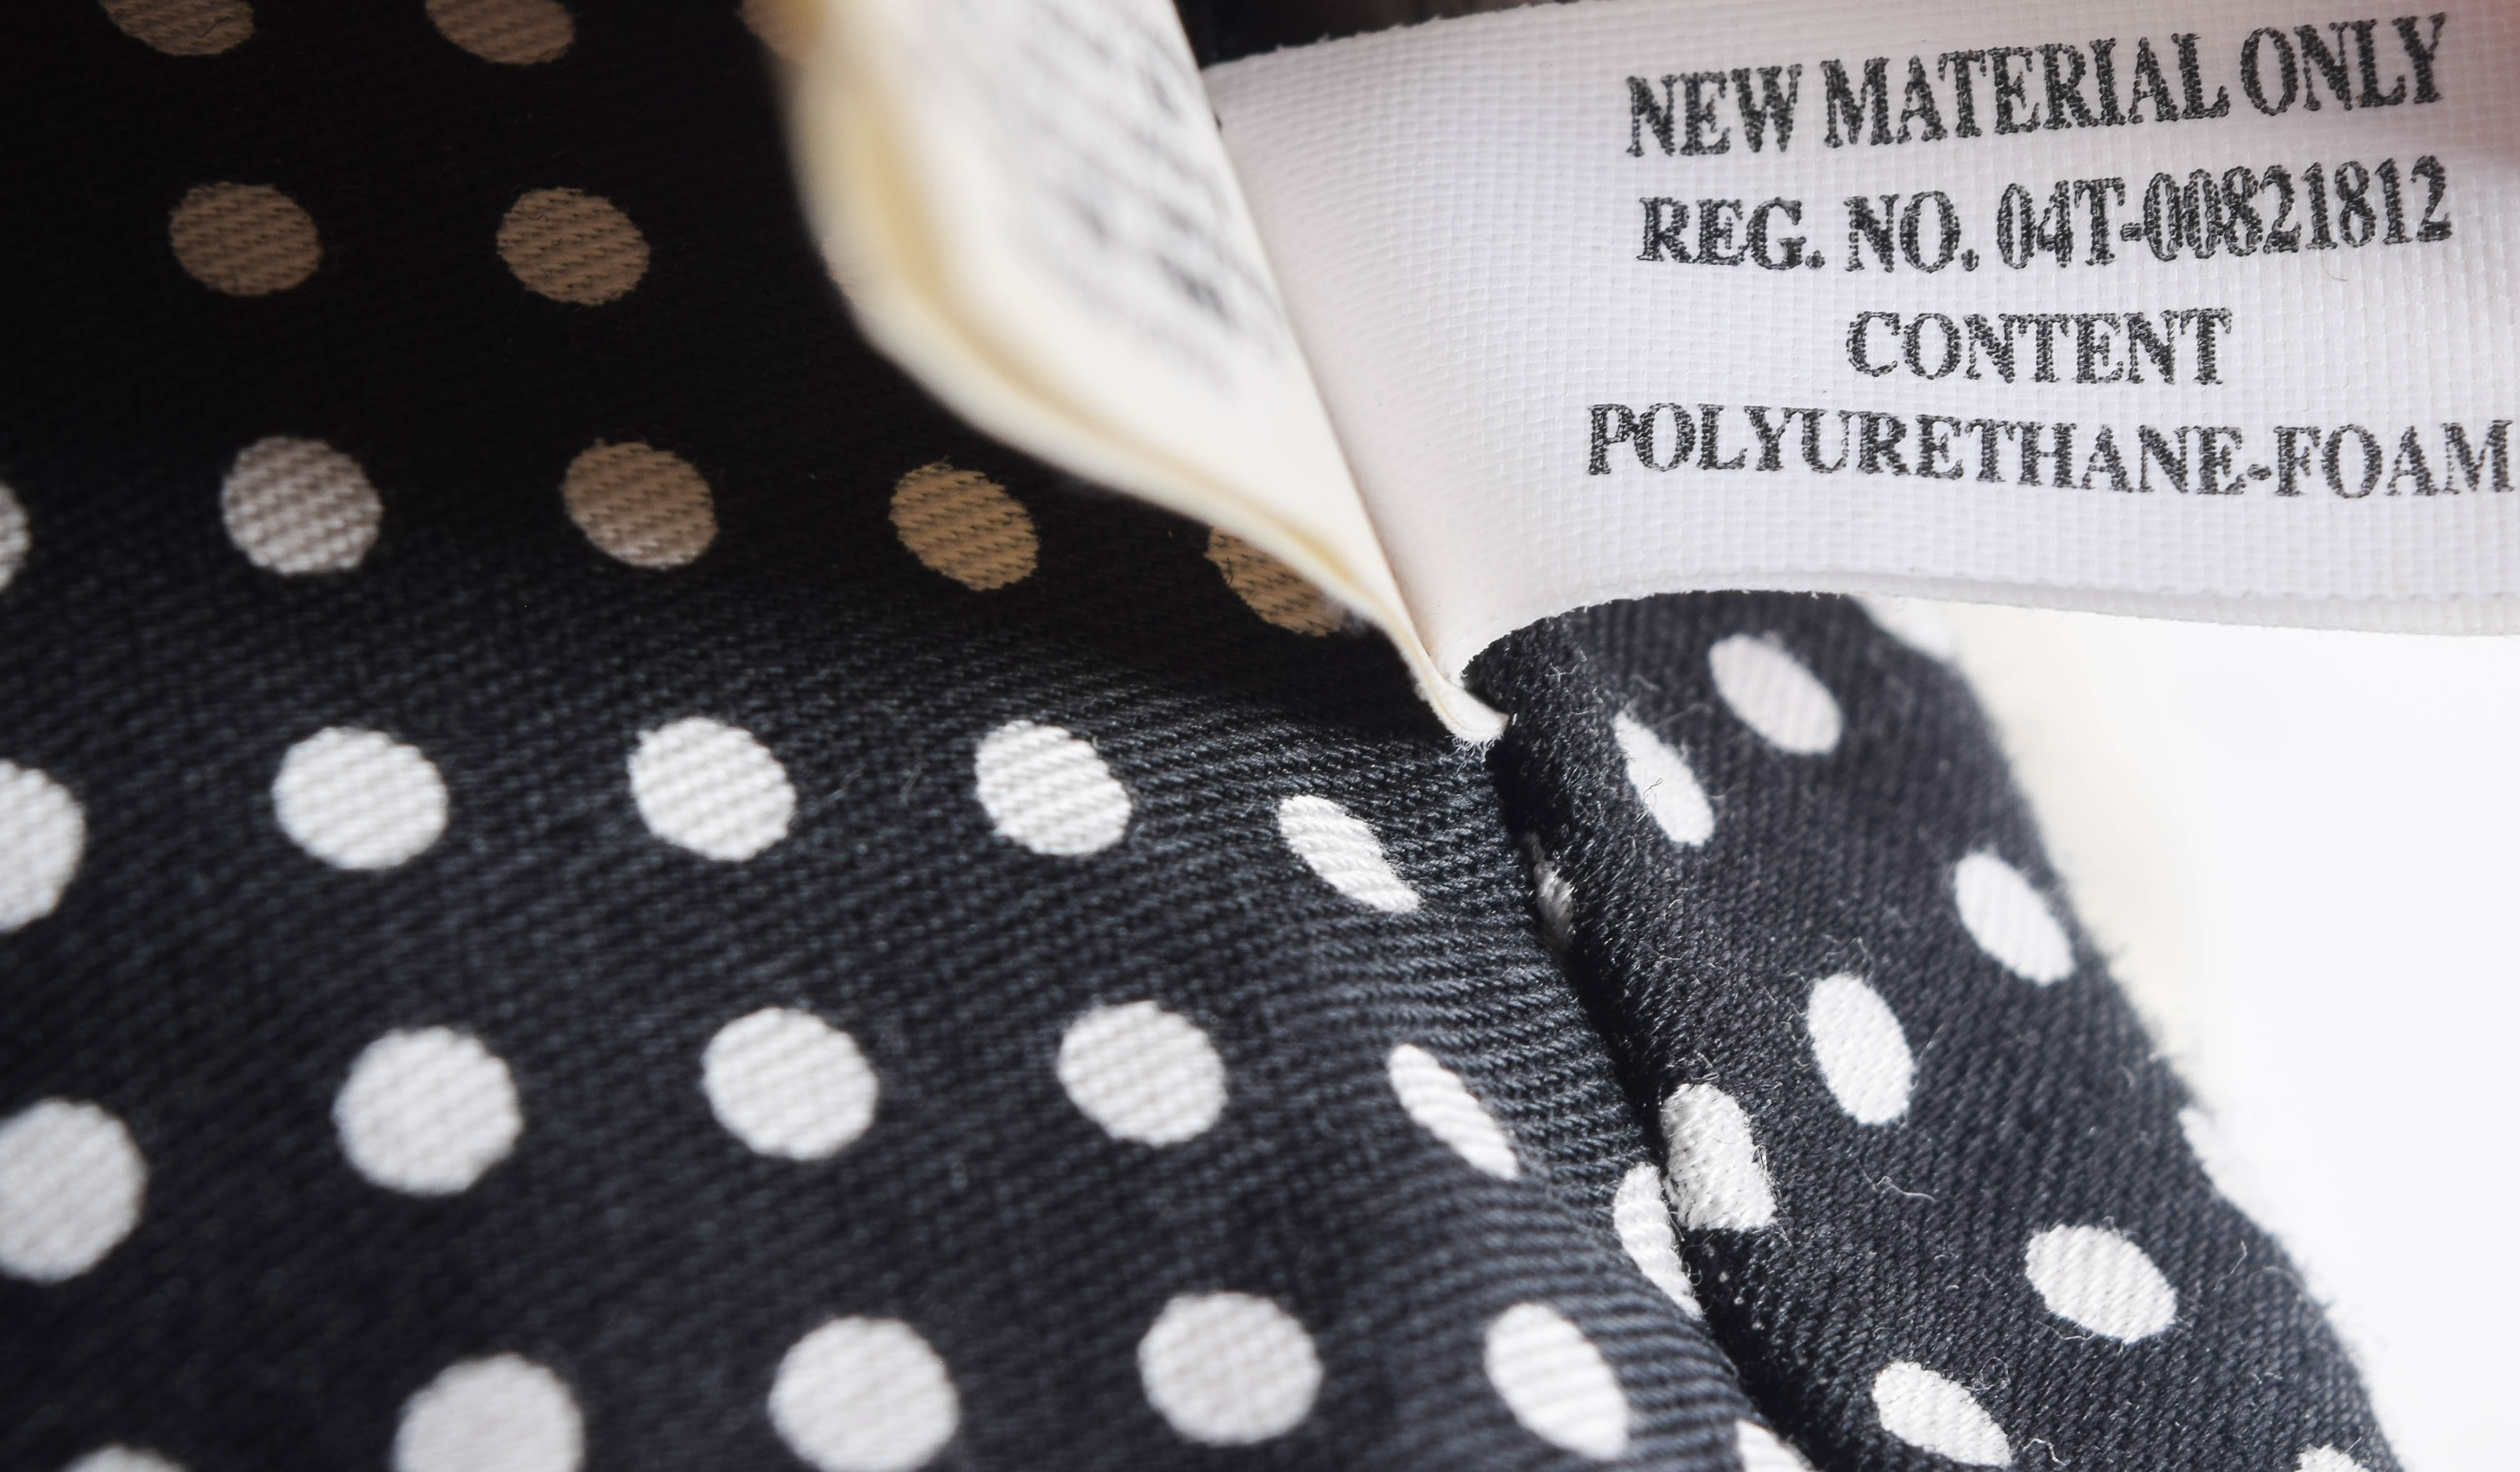 NEW MATERIAL ONLY
REG. NO. 04T-00821812
CONTENT
POLYURETHANE-FOAM